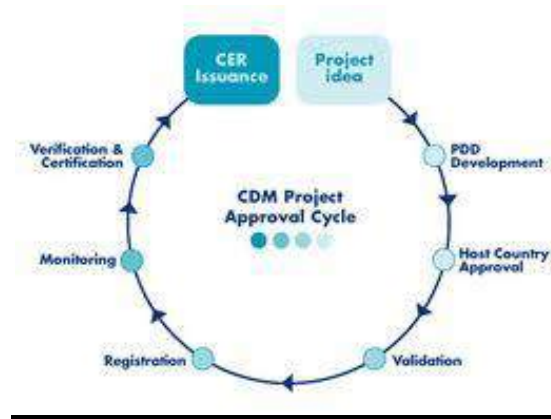 CER
Issuance
Project
idea
PDD
Development
Host Country
Approval
Validation
Registration
Monitoring
Verification &
Certification
CDM Project
Approval Cycle